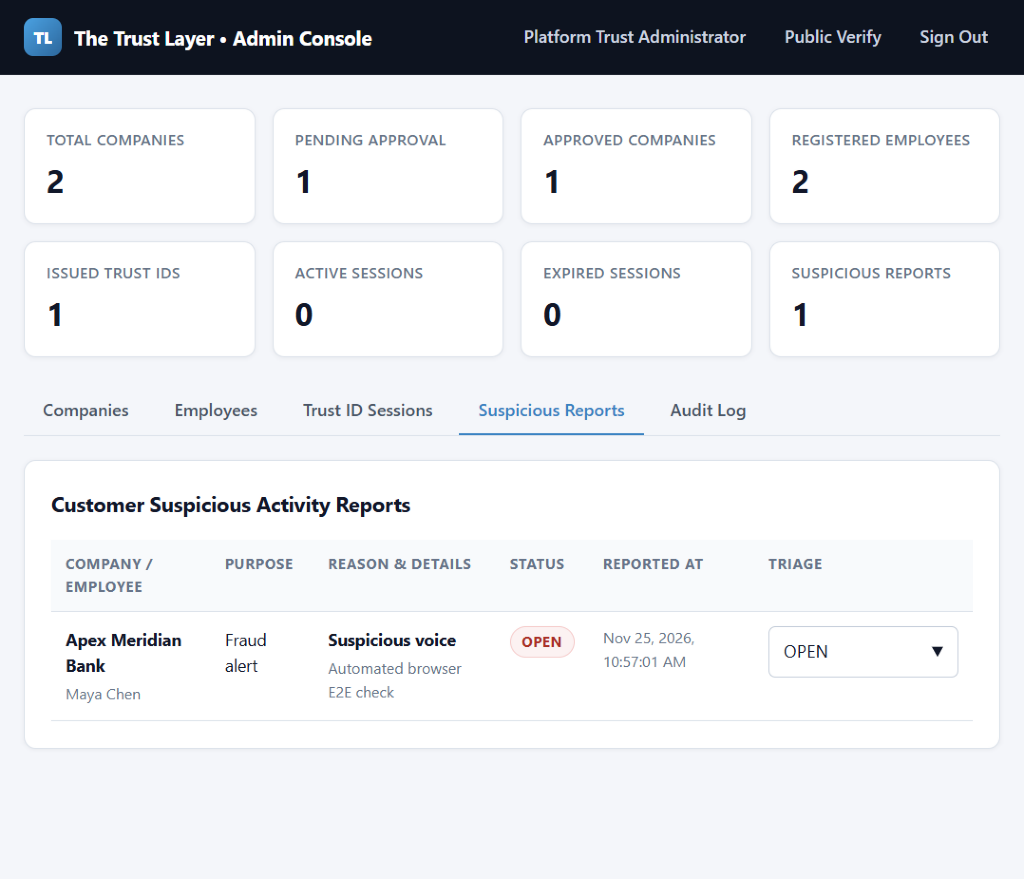 TL The Trust Layer • Admin Console Platform Trust Administrator Public Verify Sign Out
TOTAL COMPANIES PENDING APPROVAL APPROVED COMPANIES REGISTERED EMPLOYEES
2 1 1 2
ISSUED TRUST IDS ACTIVE SESSIONS EXPIRED SESSIONS SUSPICIOUS REPORTS
1 0 0 1
Companies Employees Trust ID Sessions Suspicious Reports Audit Log
Customer Suspicious Activity Reports
COMPANY / PURPOSE REASON & DETAILS STATUS REPORTED AT TRIAGE
EMPLOYEE
Apex Meridian Fraud Suspicious voice OPEN Nov 25, 2026, OPEN
Bank alert Automated browser 10:57:01 AM
Maya Chen E2E check